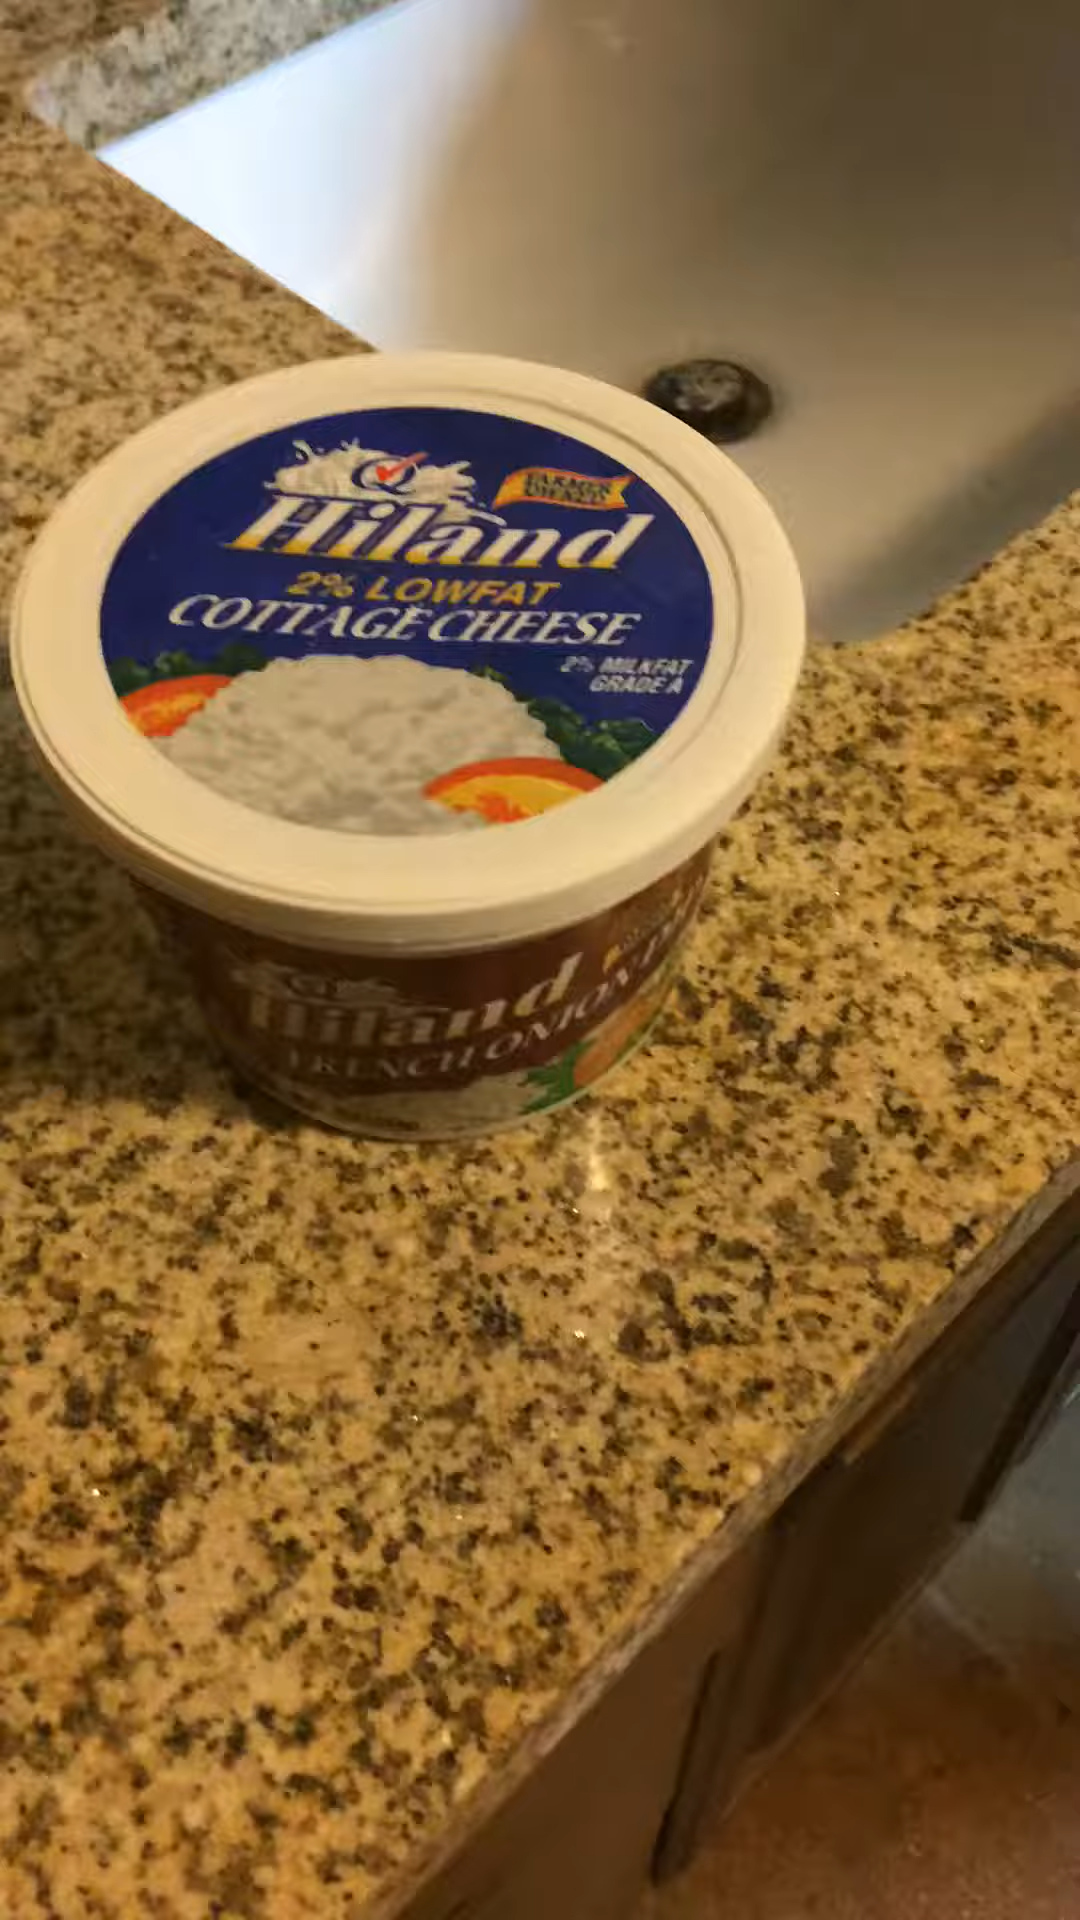 Hiland
2% LOWFAT
COTTAGE CHEESE
2% MILKFAT
GRADE A
Hiland
FRENCH ONION